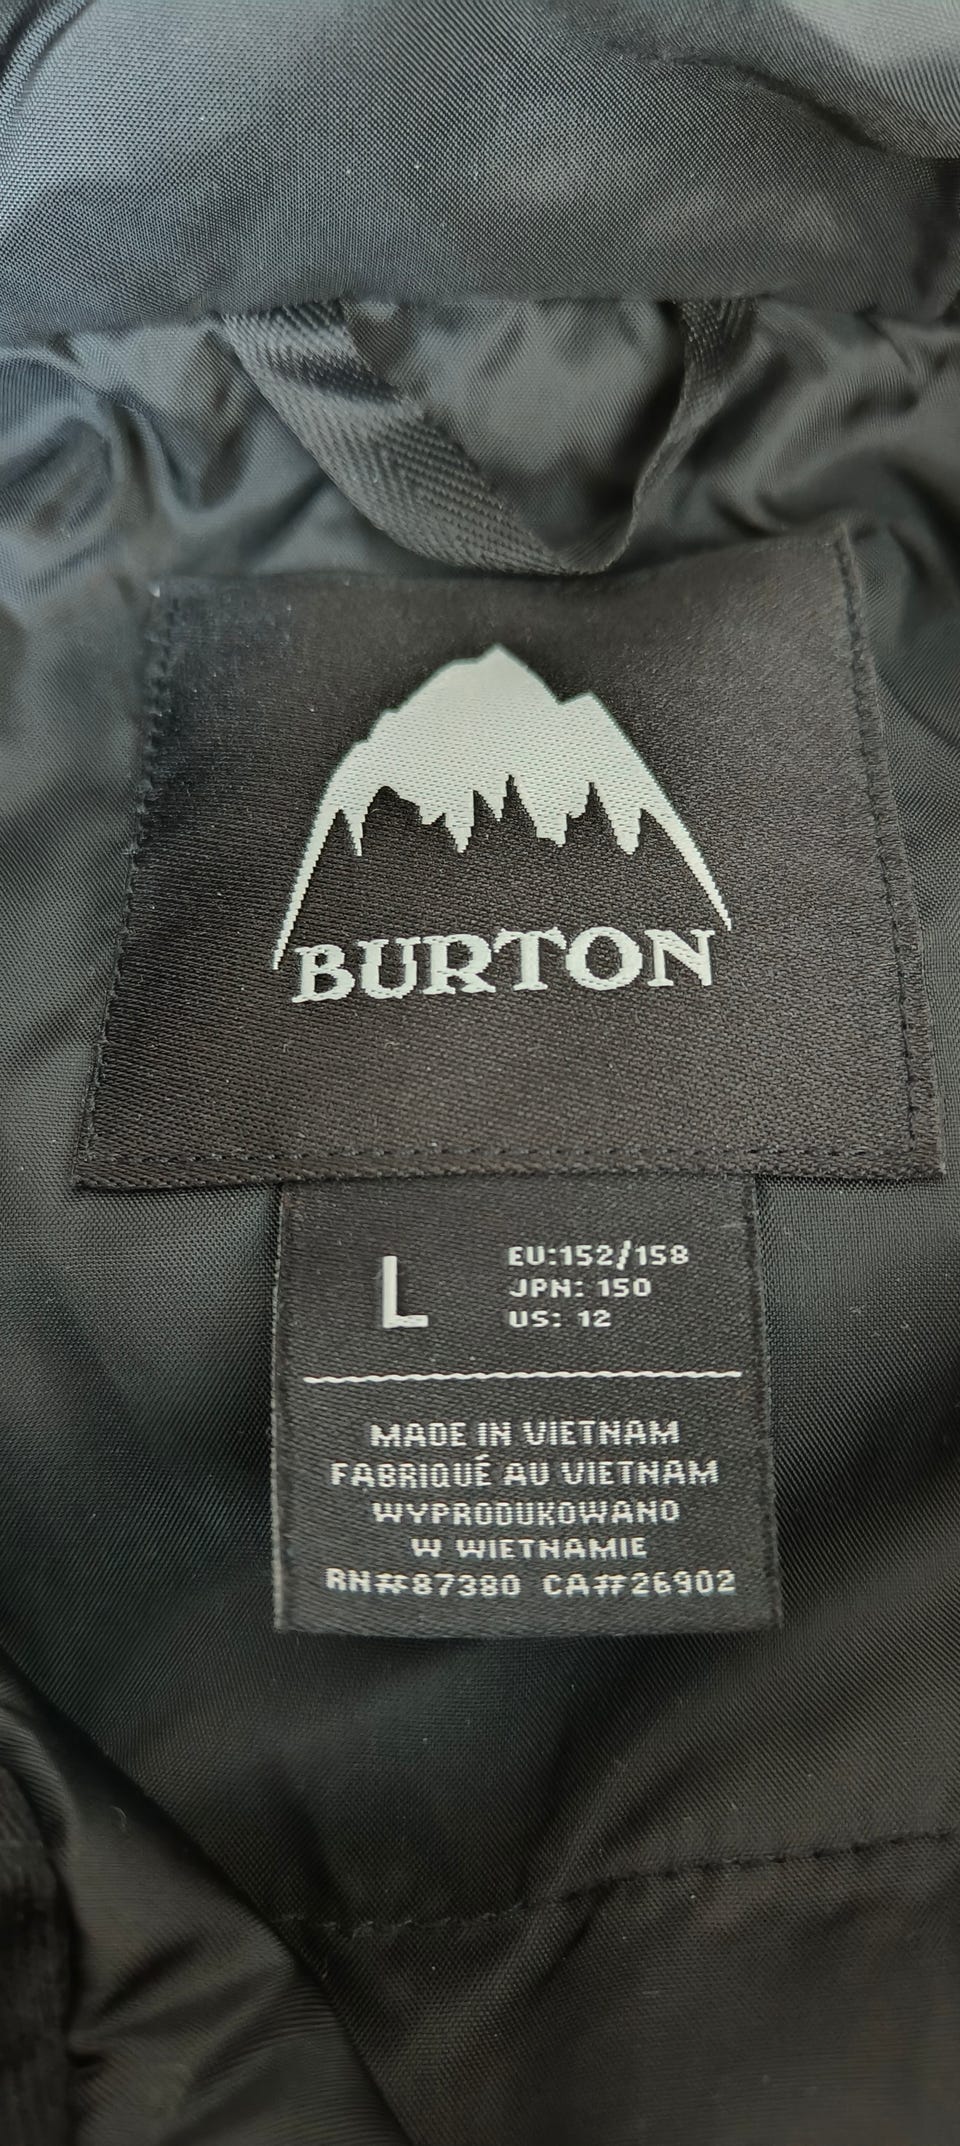 BURTON
L
EU:152/158
JPN: 150
US: 12
MADE IN VIETNAM
FABRIQUÉ AU VIETNAM
WYPRODUKOWANO
W WIETNAMIE
RN#87380 CA#26902